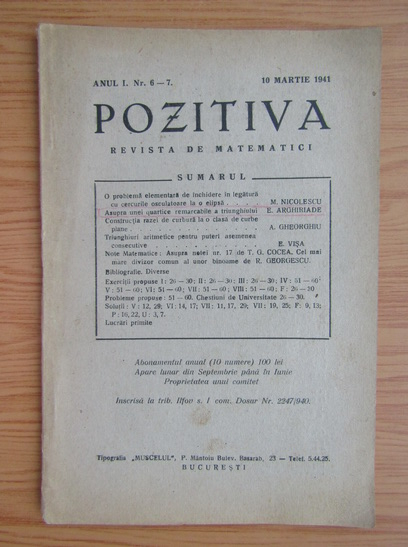 ANUL I. Nr. 6 — 7.
10 MARTIE 1941
POZITIVA
REVISTA DE MATEMATICI
SUMARUL
O problemă elementară de închidere în legătură
cu cercurile osculatoare la o elipsă . . . . M. NICOLESCU
Asupra unei quartice remarcabile a triunghiului E. ARGHIRIADE
Construcția razei de curbură la o clasă de curbe
plane . . . . . . . . . . . A. GHEORGHIU
Triunghiuri aritmetice pentru puteri asemenea
consecutive . . . . . . . . . . E. VIȘA
Note Matematice: Asupra notei nr. 17 de T. G. COCEA. Cel mai
mare divizor comun al unor binoame de R. GEORGESCU.
Bibliografie. Diverse
Exerciții propuse I: 26 — 30; II: 26 — 30; III: 26 — 30; IV: 51 — 60
V: 51 — 60; VI: 51 — 60; VII: 51 — 60; VIII: 51 — 60; F: 26 — 30
Probleme propuse: 51 — 60. Chestiuni de Universitate 26 — 30.
Soluții: V: 12, 29; VI: 14, 17; VII: 11, 17, 29; VII: 19, 25; F: 9, 13;
P: 16, 22, U: 3, 7.
Lucrări primite
Abonamentul anual (10 numere) 100 lei
Apare lunar din Septembrie până în Iunie
Proprietatea unui comitet
Inscrisă la trib. Ilfov s. I com. Dosar Nr. 2247/940.
Tipografia „MUSCELUL", P. Mântoia Bulev. Basarab, 23 — Telef. 5.44.25.
BUCUREȘTI